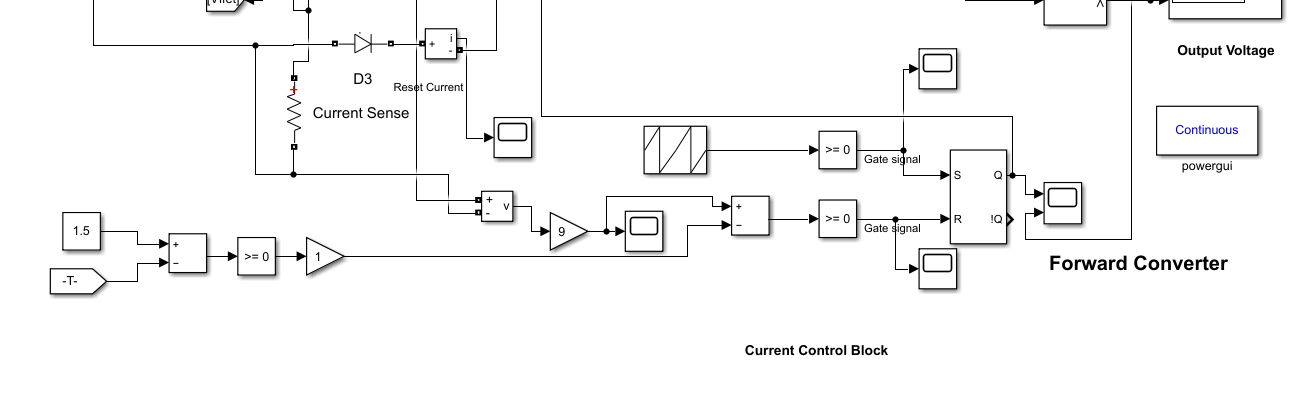 [Vfet]
Output Voltage
+ i
-
D3
Reset Current
Current Sense
Continuous
powergui
>= 0
Gate signal
S Q
R !Q
+
- v
9
+
−
>= 0
Gate signal
1.5
-T-
+
−
>= 0
1
Forward Converter
Current Control Block